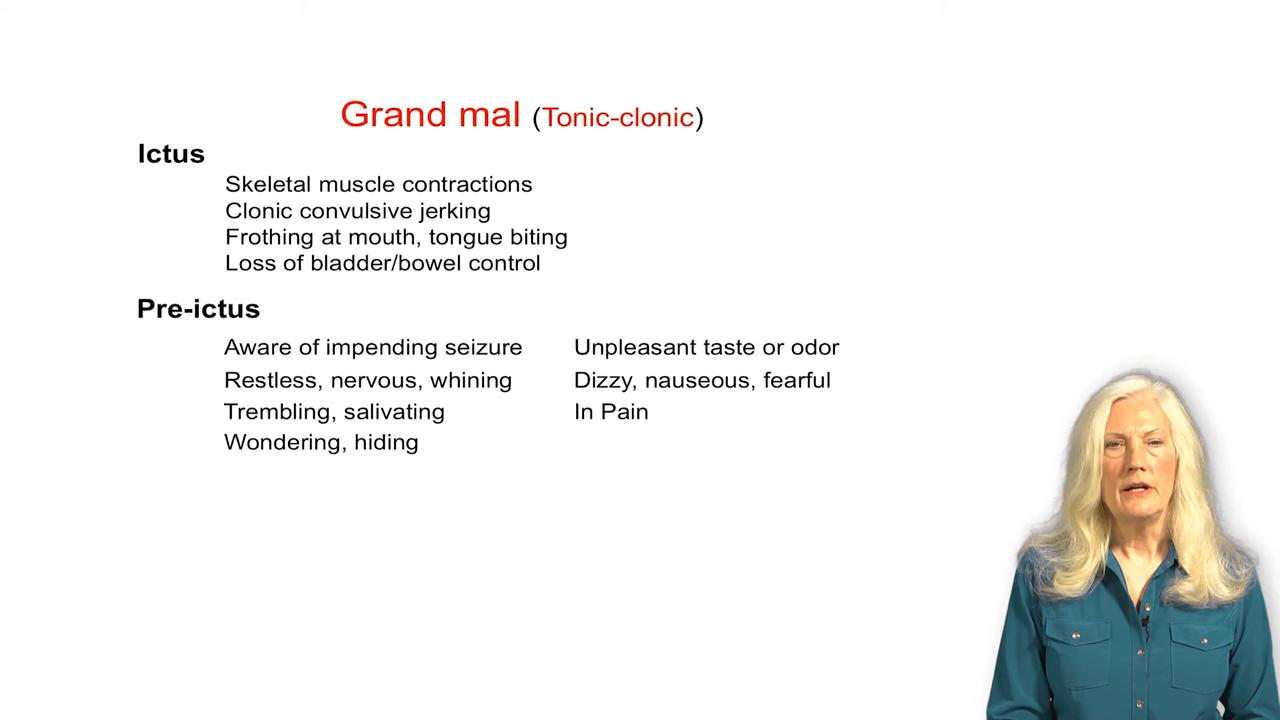 Grand mal (Tonic-clonic)
Ictus
Skeletal muscle contractions
Clonic convulsive jerking
Frothing at mouth, tongue biting
Loss of bladder/bowel control
Pre-ictus
Aware of impending seizure
Restless, nervous, whining
Trembling, salivating
Wondering, hiding
Unpleasant taste or odor
Dizzy, nauseous, fearful
In Pain